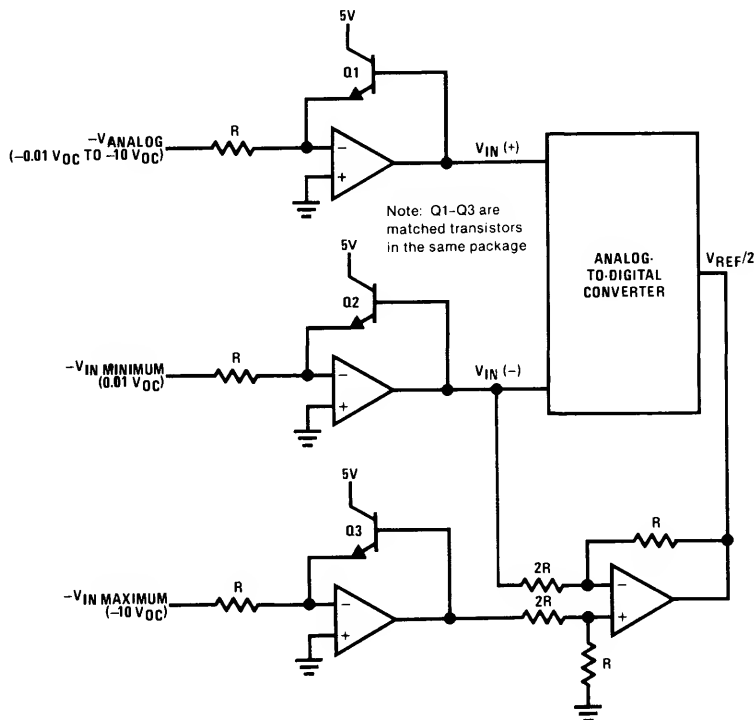 5V
Q1
R
-VANALOG
(-0.01 VDC TO -10 VDC)
-
+
VIN (+)
Note: Q1-Q3 are
matched transistors
in the same package
ANALOG-
TO-DIGITAL
CONVERTER
VREF/2
5V
Q2
R
-VIN MINIMUM
(0.01 VDC)
-
+
VIN (-)
5V
Q3
R
-VIN MAXIMUM
(-10 VDC)
-
+
R
2R
2R
-
+
R